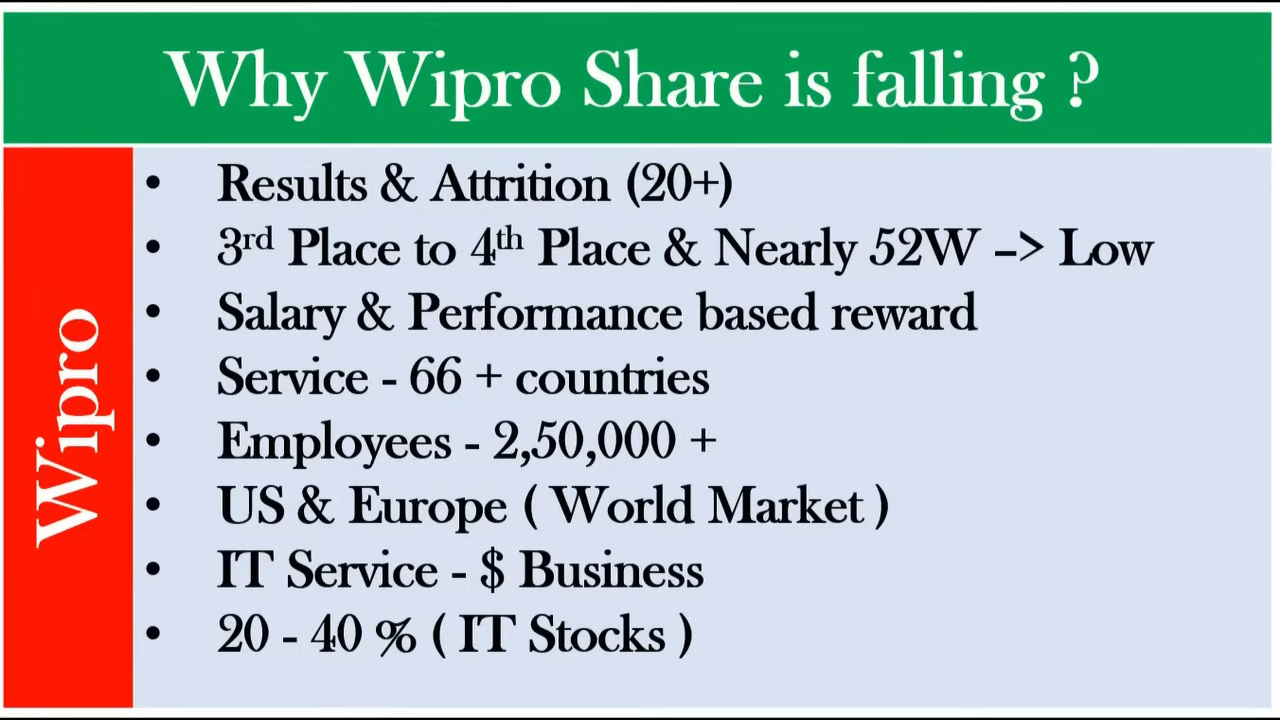 Why Wipro Share is falling ?
Wipro
• Results & Attrition (20+)
• 3rd Place to 4th Place & Nearly 52W –> Low
• Salary & Performance based reward
• Service - 66 + countries
• Employees - 2,50,000 +
• US & Europe ( World Market )
• IT Service - $ Business
• 20 - 40 % ( IT Stocks )